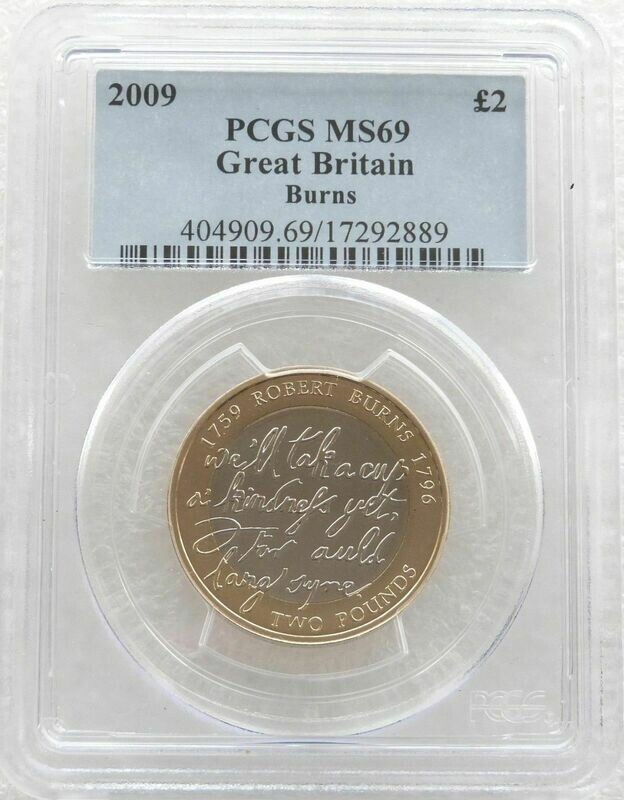 2009 £2
PCGS MS69
Great Britain
Burns
404909.69/17292889
1759 ROBERT BURNS 1796
we'll tak a cup,
a' kindness yet,
For auld
lang syne,
TWO POUNDS
PCGS